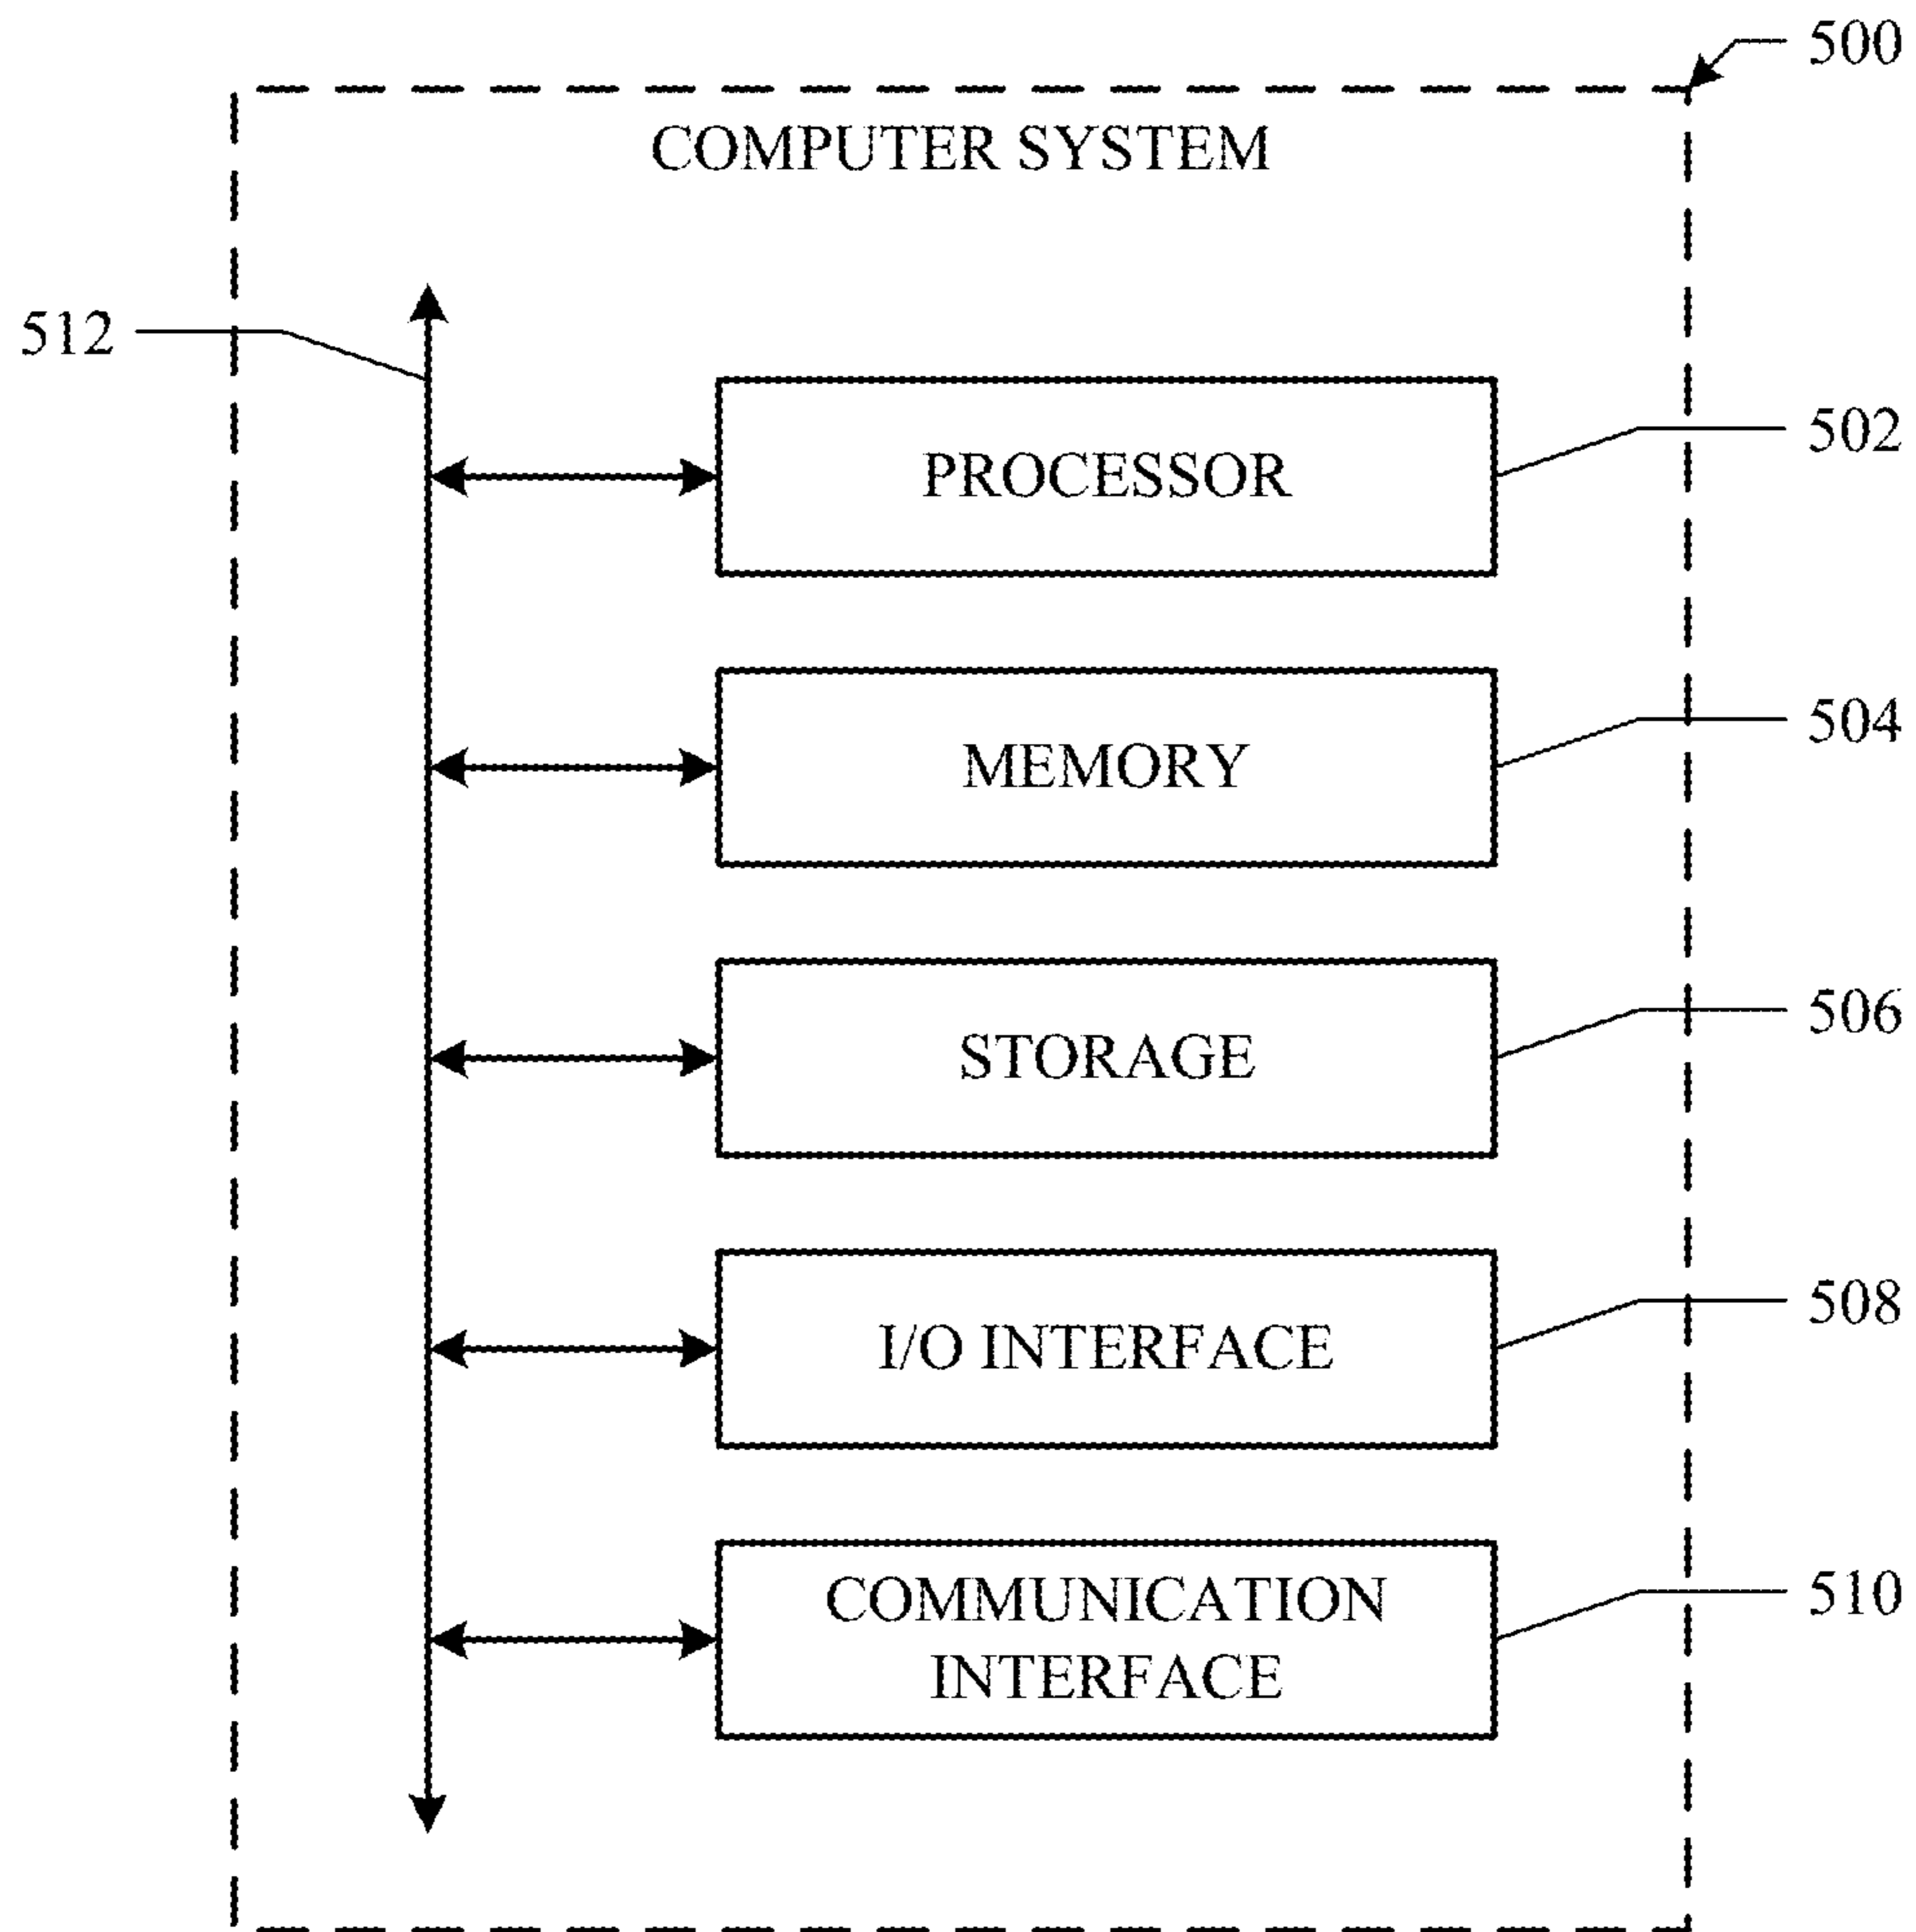 500
COMPUTER SYSTEM
512
PROCESSOR
502
MEMORY
504
STORAGE
506
I/O INTERFACE
508
COMMUNICATION
INTERFACE
510